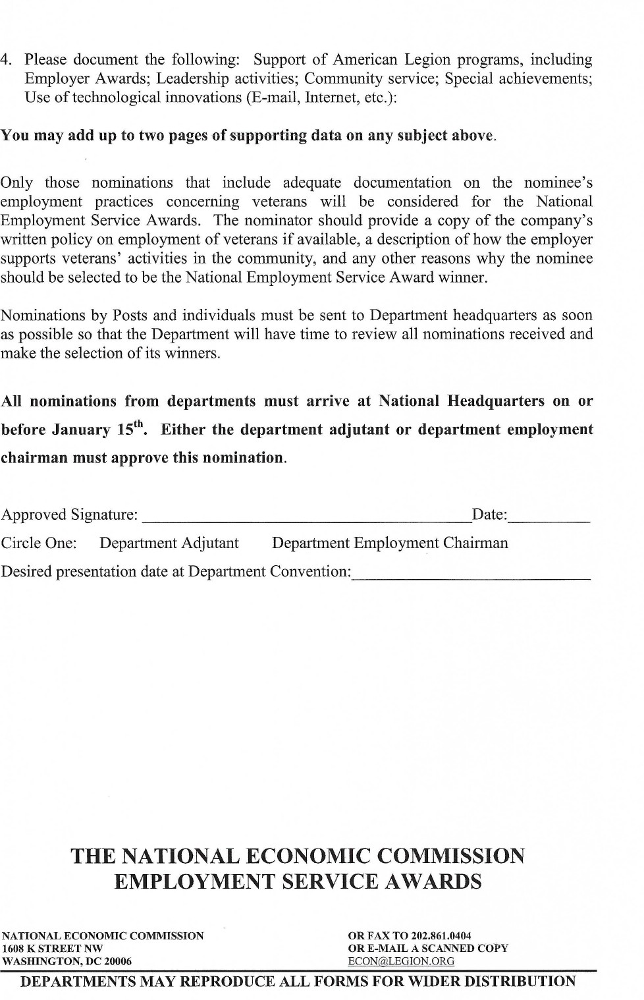 4. Please document the following: Support of American Legion programs, including
Employer Awards; Leadership activities; Community service; Special achievements;
Use of technological innovations (E-mail, Internet, etc.):
You may add up to two pages of supporting data on any subject above.
Only those nominations that include adequate documentation on the nominee's
employment practices concerning veterans will be considered for the National
Employment Service Awards. The nominator should provide a copy of the company's
written policy on employment of veterans if available, a description of how the employer
supports veterans' activities in the community, and any other reasons why the nominee
should be selected to be the National Employment Service Award winner.
Nominations by Posts and individuals must be sent to Department headquarters as soon
as possible so that the Department will have time to review all nominations received and
make the selection of its winners.
All nominations from departments must arrive at National Headquarters on or
before January 15th. Either the department adjutant or department employment
chairman must approve this nomination.
Approved Signature: ______________________ Date:__________
Circle One: Department Adjutant Department Employment Chairman
Desired presentation date at Department Convention:______________________
THE NATIONAL ECONOMIC COMMISSION
EMPLOYMENT SERVICE AWARDS
NATIONAL ECONOMIC COMMISSION OR FAX TO 202.861.0404
1608 K STREET NW OR E-MAIL A SCANNED COPY
WASHINGTON, DC 20006 ECON@LEGION.ORG
DEPARTMENTS MAY REPRODUCE ALL FORMS FOR WIDER DISTRIBUTION